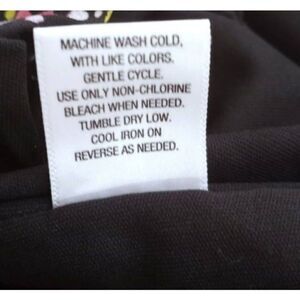 MACHINE WASH COLD,
WITH LIKE COLORS.
GENTLE CYCLE.
USE ONLY NON-CHLORINE
BLEACH WHEN NEEDED.
TUMBLE DRY LOW.
COOL IRON ON
REVERSE AS NEEDED.